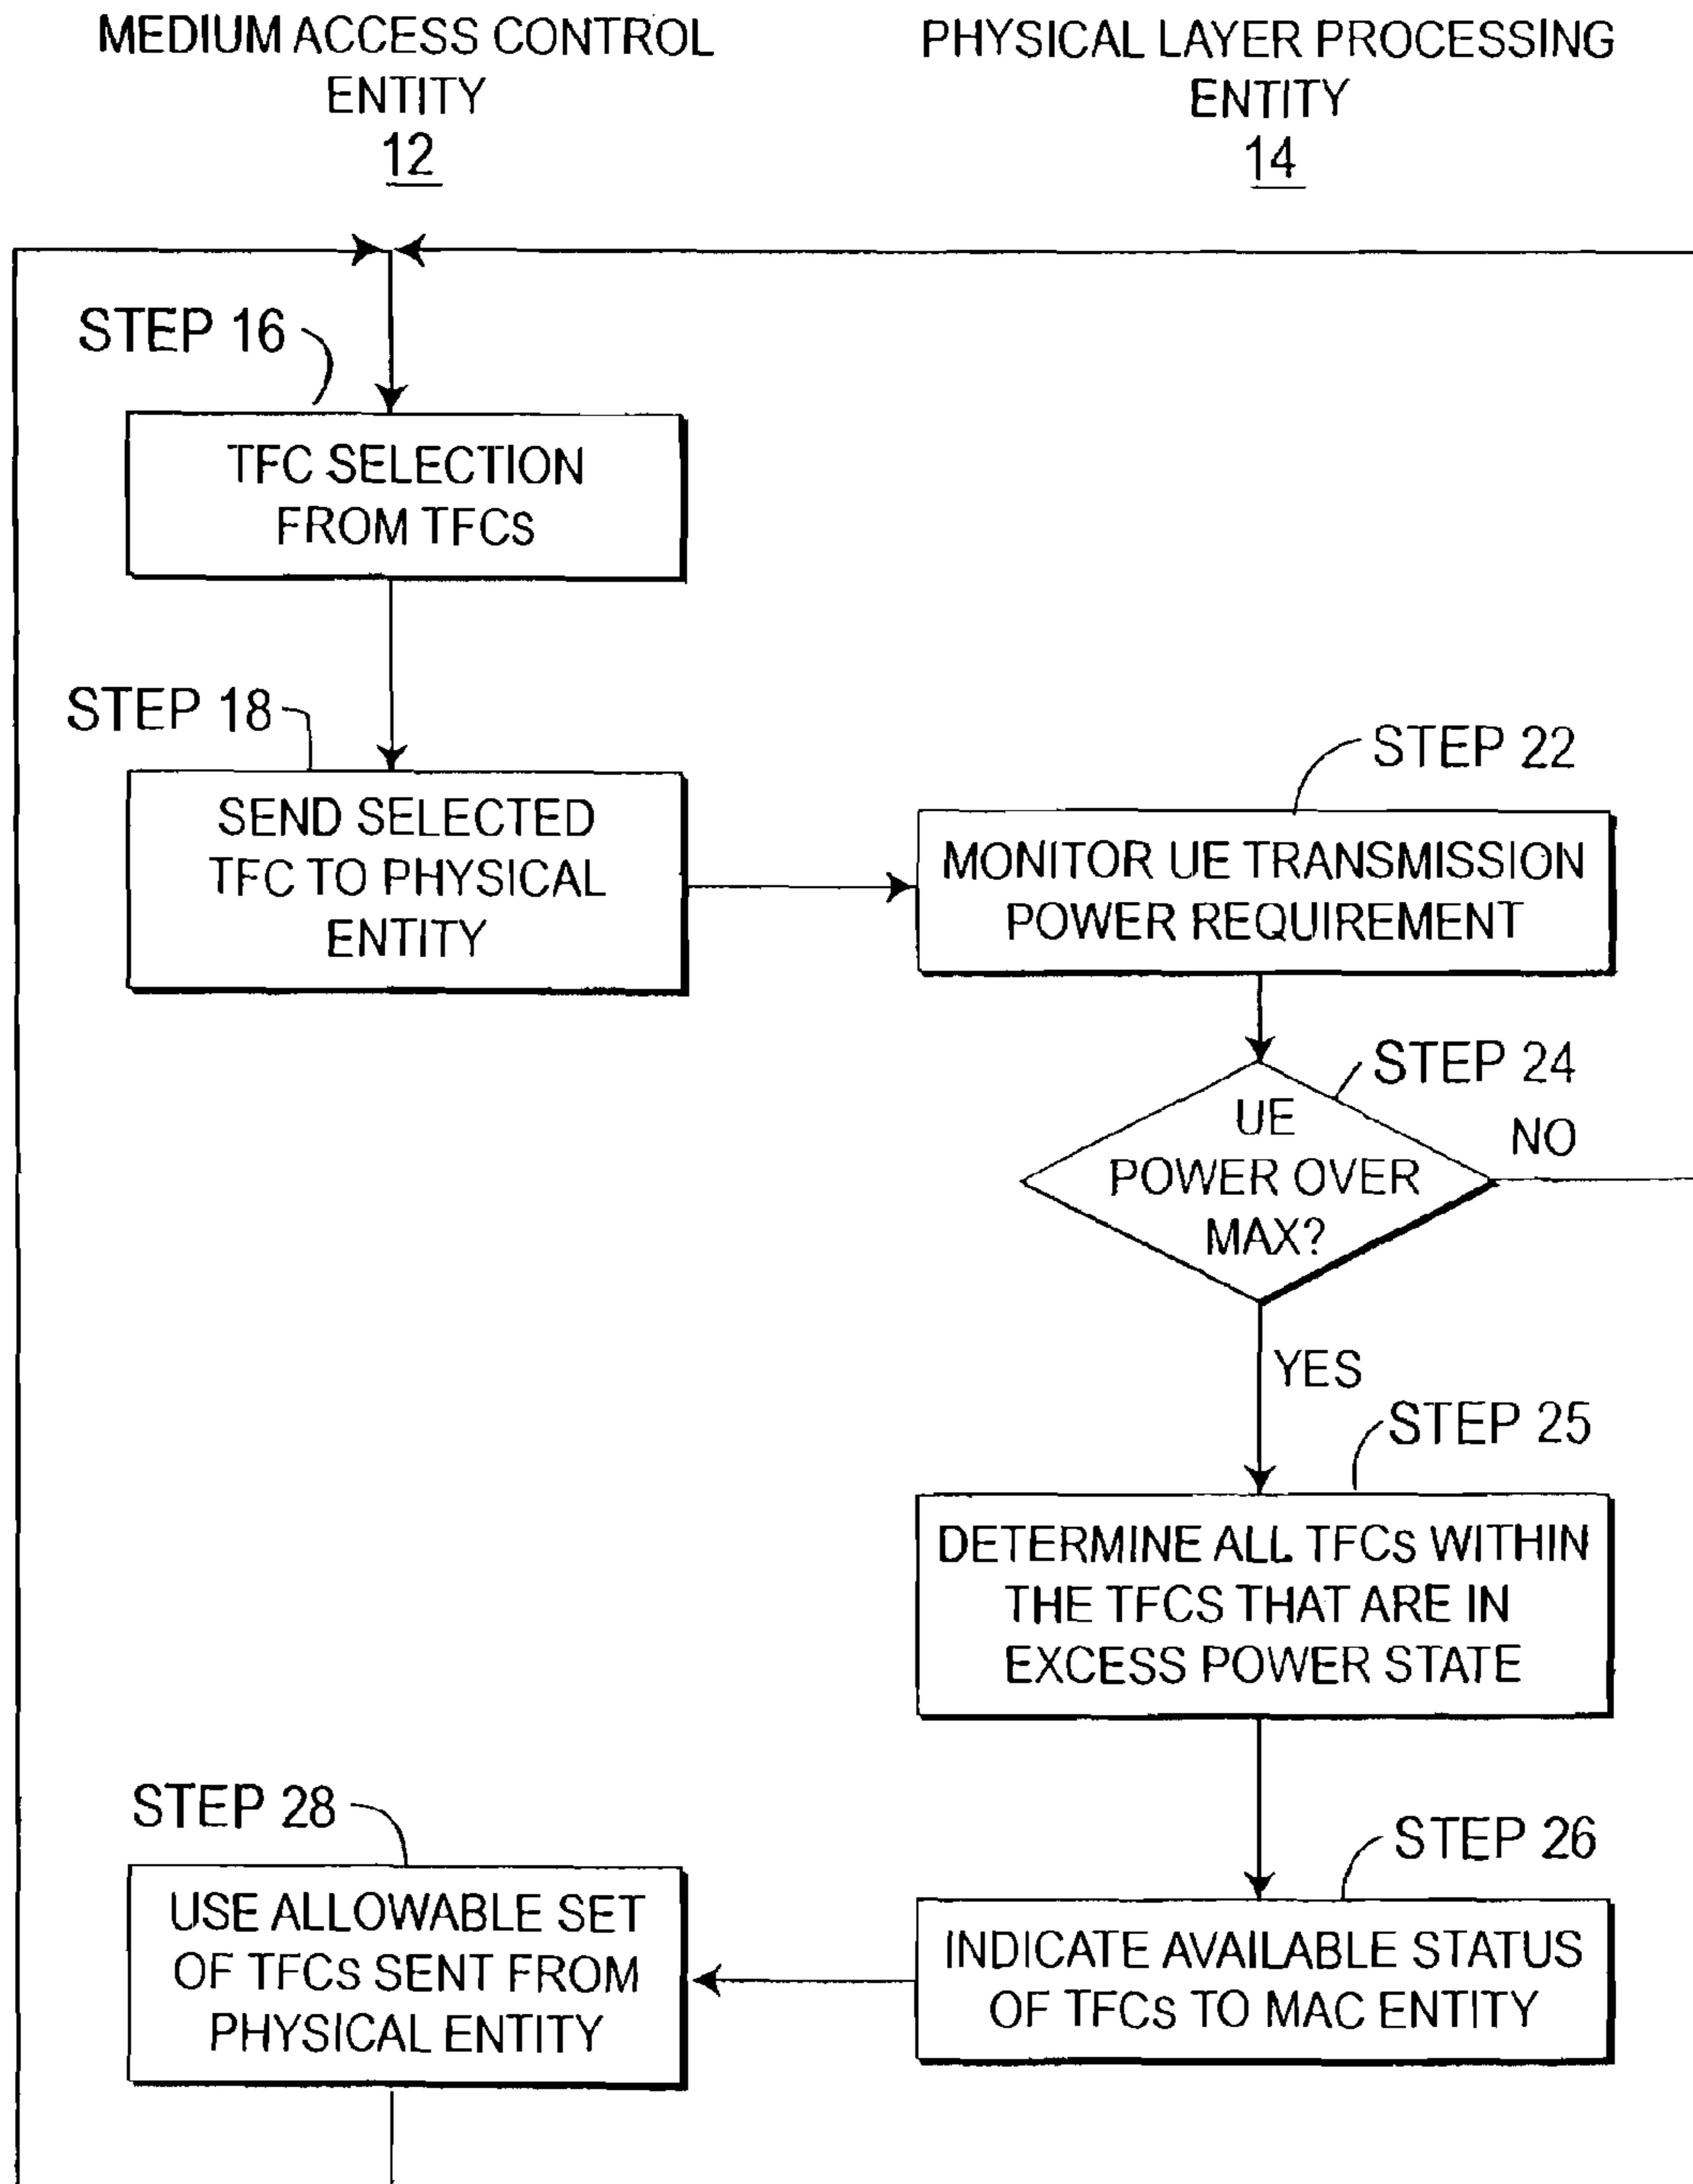 MEDIUM ACCESS CONTROL
ENTITY
12
PHYSICAL LAYER PROCESSING
ENTITY
14
STEP 16
TFC SELECTION
FROM TFCs
STEP 18
SEND SELECTED
TFC TO PHYSICAL
ENTITY
STEP 22
MONITOR UE TRANSMISSION
POWER REQUIREMENT
STEP 24
UE
POWER OVER
MAX?
NO
YES
STEP 25
DETERMINE ALL TFCs WITHIN
THE TFCS THAT ARE IN
EXCESS POWER STATE
STEP 26
INDICATE AVAILABLE STATUS
OF TFCs TO MAC ENTITY
STEP 28
USE ALLOWABLE SET
OF TFCs SENT FROM
PHYSICAL ENTITY